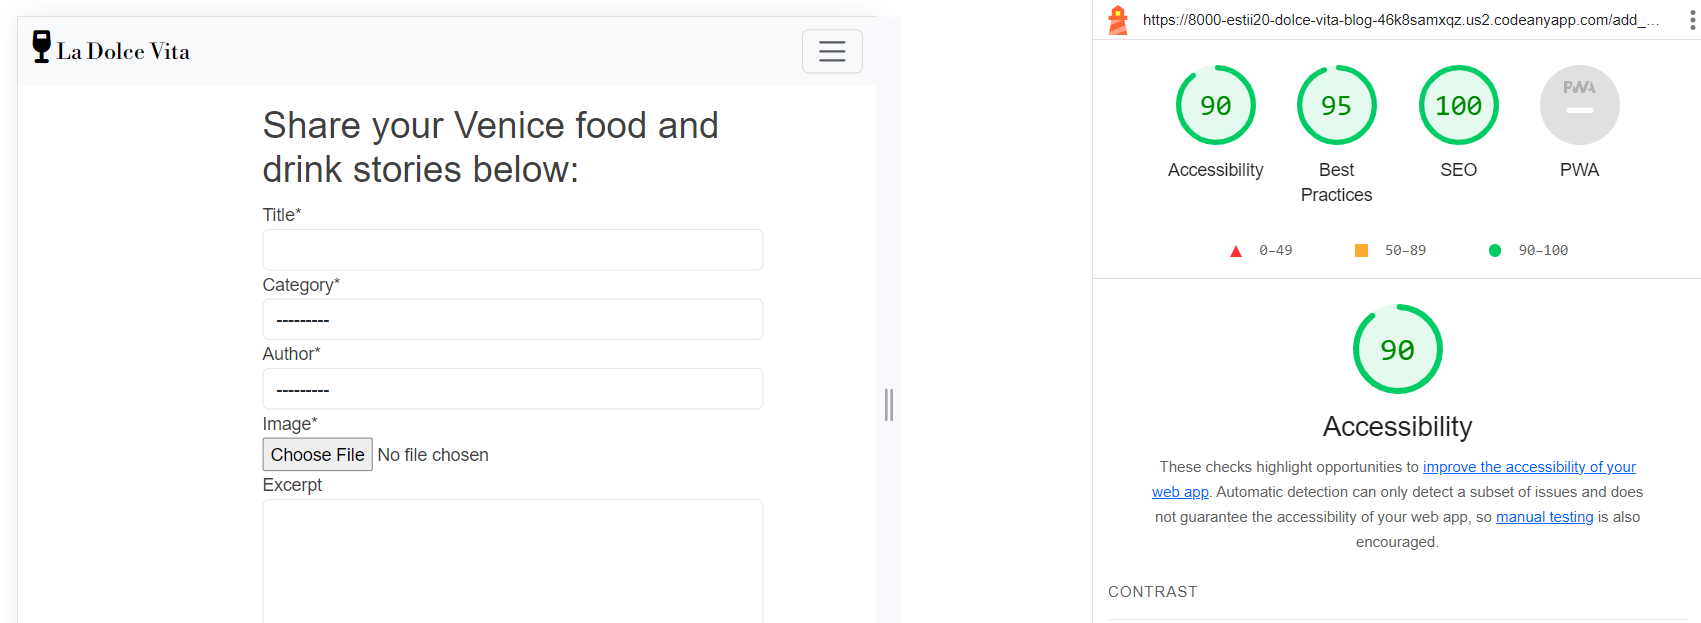 La Dolce Vita
Share your Venice food and
drink stories below:
Title*
Category*
---------
Author*
---------
Image*
Choose File No file chosen
Excerpt
https://8000-estii20-dolce-vita-blog-46k8samxqz.us2.codeanyapp.com/add_...
90
95
100
PWA
Accessibility
Best
Practices
SEO
PWA
0–49
50–89
90–100
90
Accessibility
These checks highlight opportunities to improve the accessibility of your
web app. Automatic detection can only detect a subset of issues and does
not guarantee the accessibility of your web app, so manual testing is also
encouraged.
CONTRAST